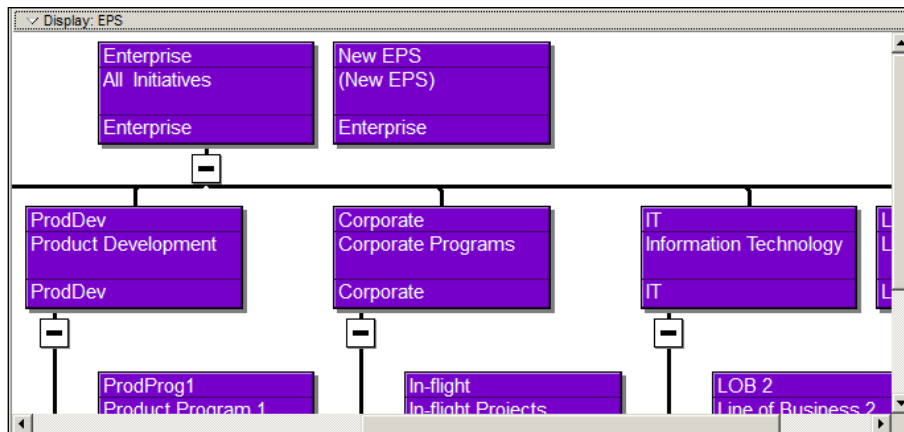 Display: EPS
Enterprise
All Initiatives
Enterprise
New EPS
(New EPS)
Enterprise
ProdDev
Product Development
ProdDev
Corporate
Corporate Programs
Corporate
IT
Information Technology
IT
L
L
L
ProdProg1
Product Program 1
In-flight
In-flight Projects
LOB 2
Line of Business 2